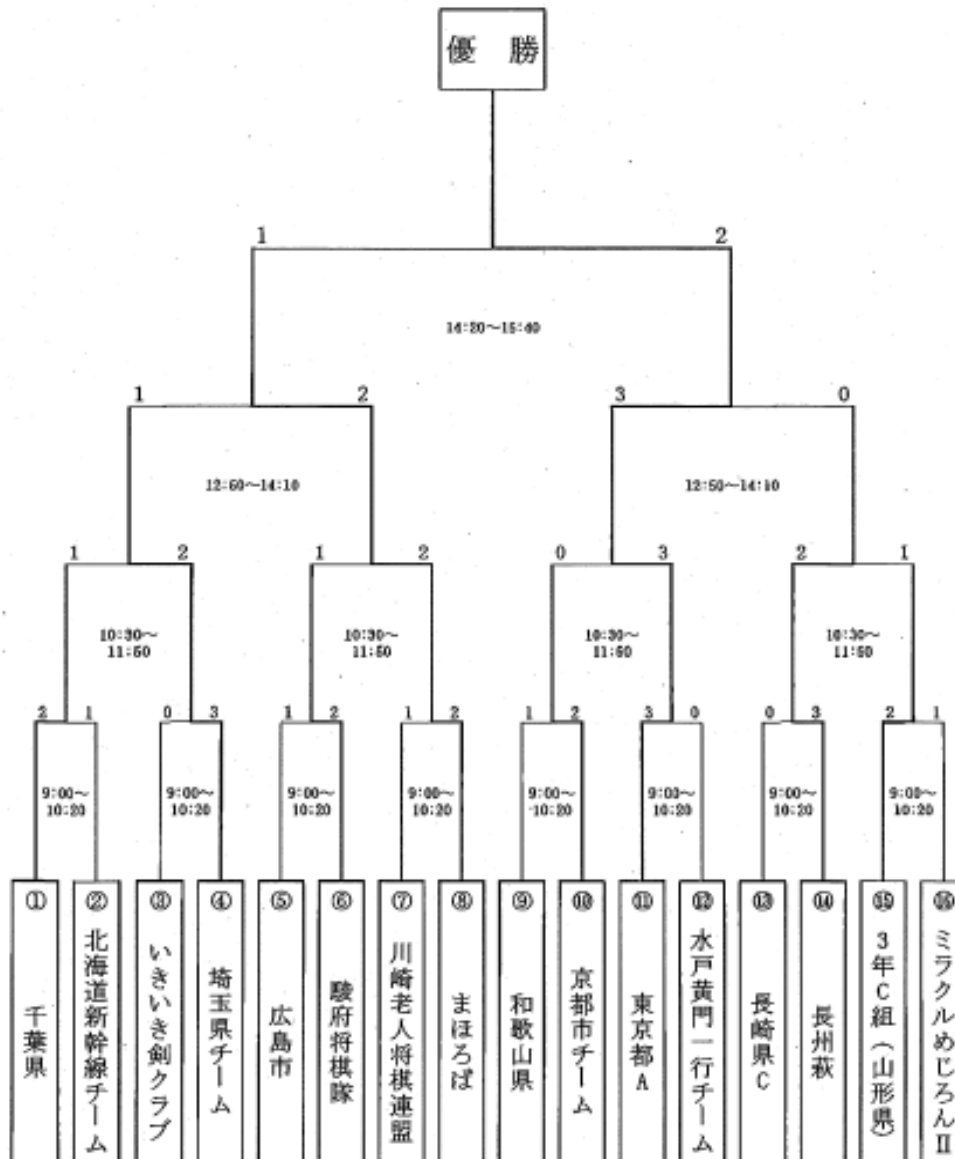 優 勝
1 2
14:20～15:40
1 2 3 0
12:50～14:10 12:50～14:10
1 2 1 2 0 3 2 1
10:30～ 10:30～ 10:30～ 10:30～
11:50 11:50 11:50 11:50
2 1 0 3 1 2 1 2 1 2 3 0 0 3 2 1
9:00～ 9:00～ 9:00～ 9:00～ 9:00～ 9:00～ 9:00～ 9:00～
10:20 10:20 10:20 10:20 10:20 10:20 10:20 10:20
① 千葉県
② 北海道新幹線チーム
③ いきいき剣クラブ
④ 埼玉県チーム
⑤ 広島市
⑥ 駿府将棋隊
⑦ 川崎老人将棋連盟
⑧ まほろば
⑨ 和歌山県
⑩ 京都市チーム
⑪ 東京都A
⑫ 水戸黄門一行チーム
⑬ 長崎県C
⑭ 長州萩
⑮ 3年C組（山形県）
⑯ ミラクルめじろんⅡ